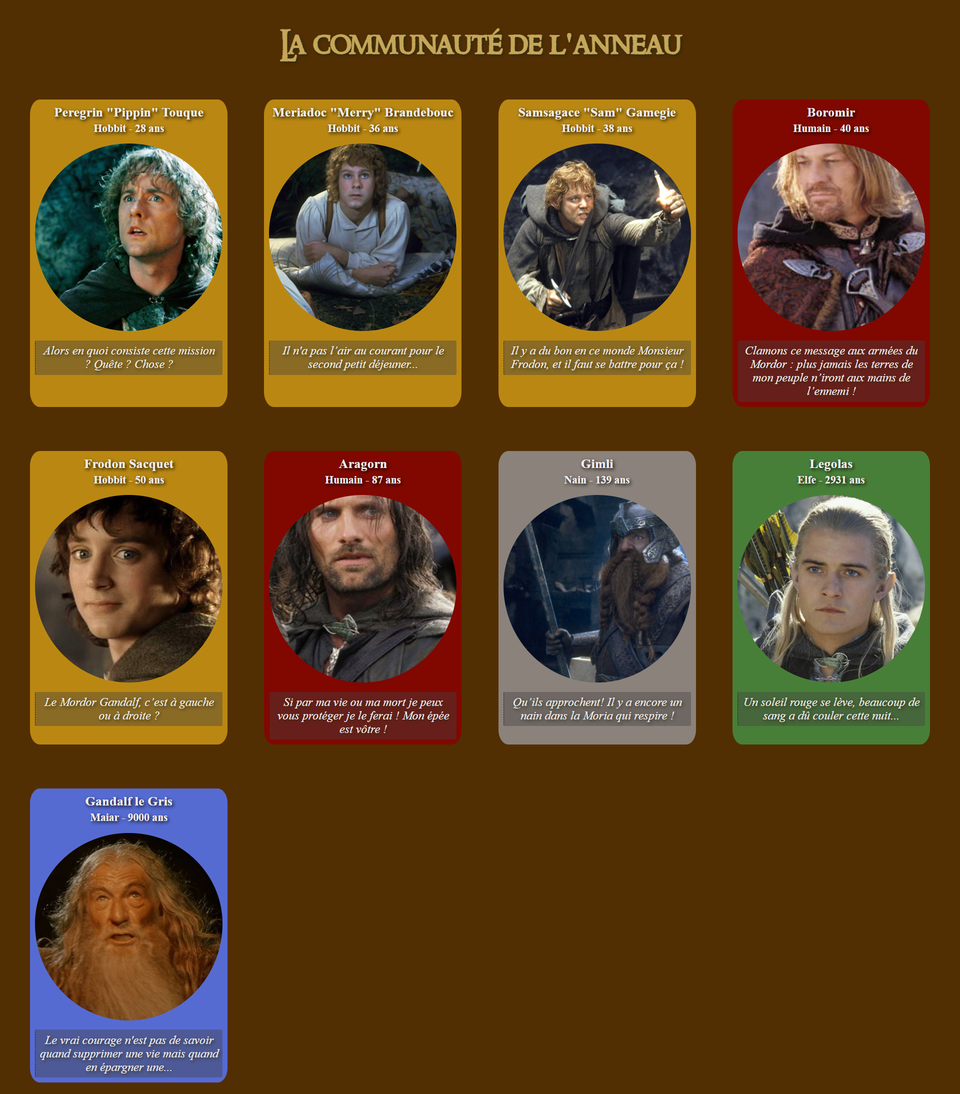 La communauté de l'anneau
Peregrin "Pippin" Touque
Hobbit - 28 ans
Alors en quoi consiste cette mission
? Quête ? Chose ?
Meriadoc "Merry" Brandebouc
Hobbit - 36 ans
Il n'a pas l’air au courant pour le
second petit déjeuner...
Samsagace "Sam" Gamegie
Hobbit - 38 ans
Il y a du bon en ce monde Monsieur
Frodon, et il faut se battre pour ça !
Boromir
Humain - 40 ans
Clamons ce message aux armées du
Mordor : plus jamais les terres de
mon peuple n’iront aux mains de
l’ennemi !
Frodon Sacquet
Hobbit - 50 ans
Le Mordor Gandalf, c’est à gauche
ou à droite ?
Aragorn
Humain - 87 ans
Si par ma vie ou ma mort je peux
vous protéger je le ferai ! Mon épée
est vôtre !
Gimli
Nain - 139 ans
Qu’ils approchent! Il y a encore un
nain dans la Moria qui respire !
Legolas
Elfe - 2931 ans
Un soleil rouge se lève, beaucoup de
sang a dû couler cette nuit...
Gandalf le Gris
Maiar - 9000 ans
Le vrai courage n'est pas de savoir
quand supprimer une vie mais quand
en épargner une...